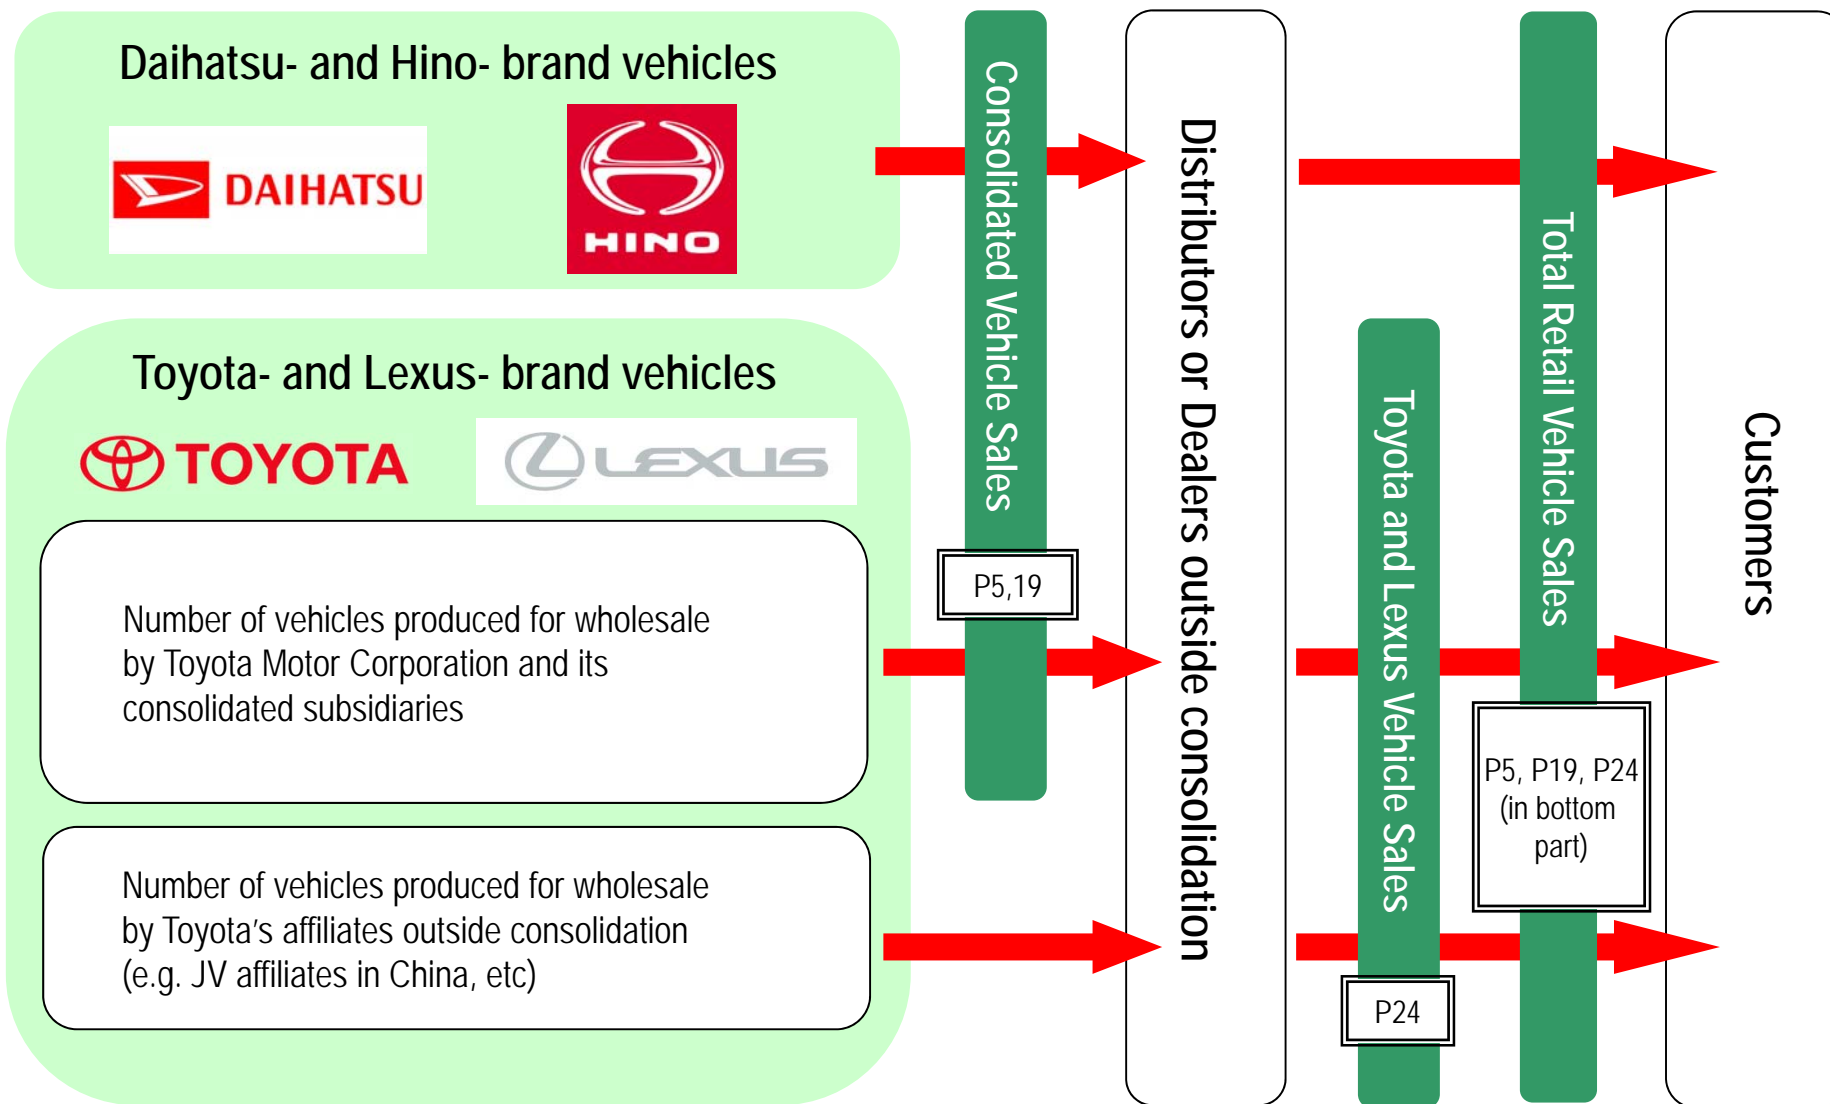 Daihatsu- and Hino- brand vehicles
DAIHATSU
HINO
Toyota- and Lexus- brand vehicles
TOYOTA
LEXUS
Number of vehicles produced for wholesale
by Toyota Motor Corporation and its
consolidated subsidiaries
Number of vehicles produced for wholesale
by Toyota's affiliates outside consolidation
(e.g. JV affiliates in China, etc)
Consolidated Vehicle Sales
P5,19
Distributors or Dealers outside consolidation
Toyota and Lexus Vehicle Sales
P24
Total Retail Vehicle Sales
P5, P19, P24
(in bottom
part)
Customers